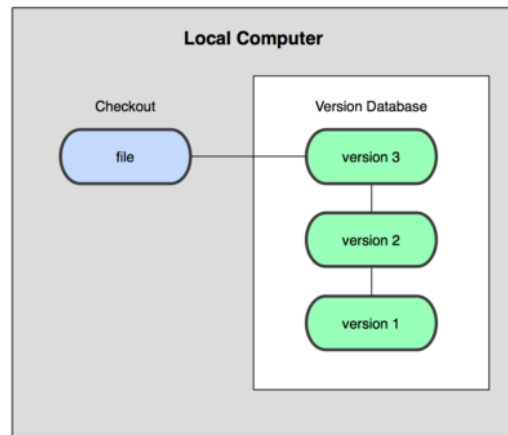 Local Computer
Checkout
Version Database
file
version 3
version 2
version 1